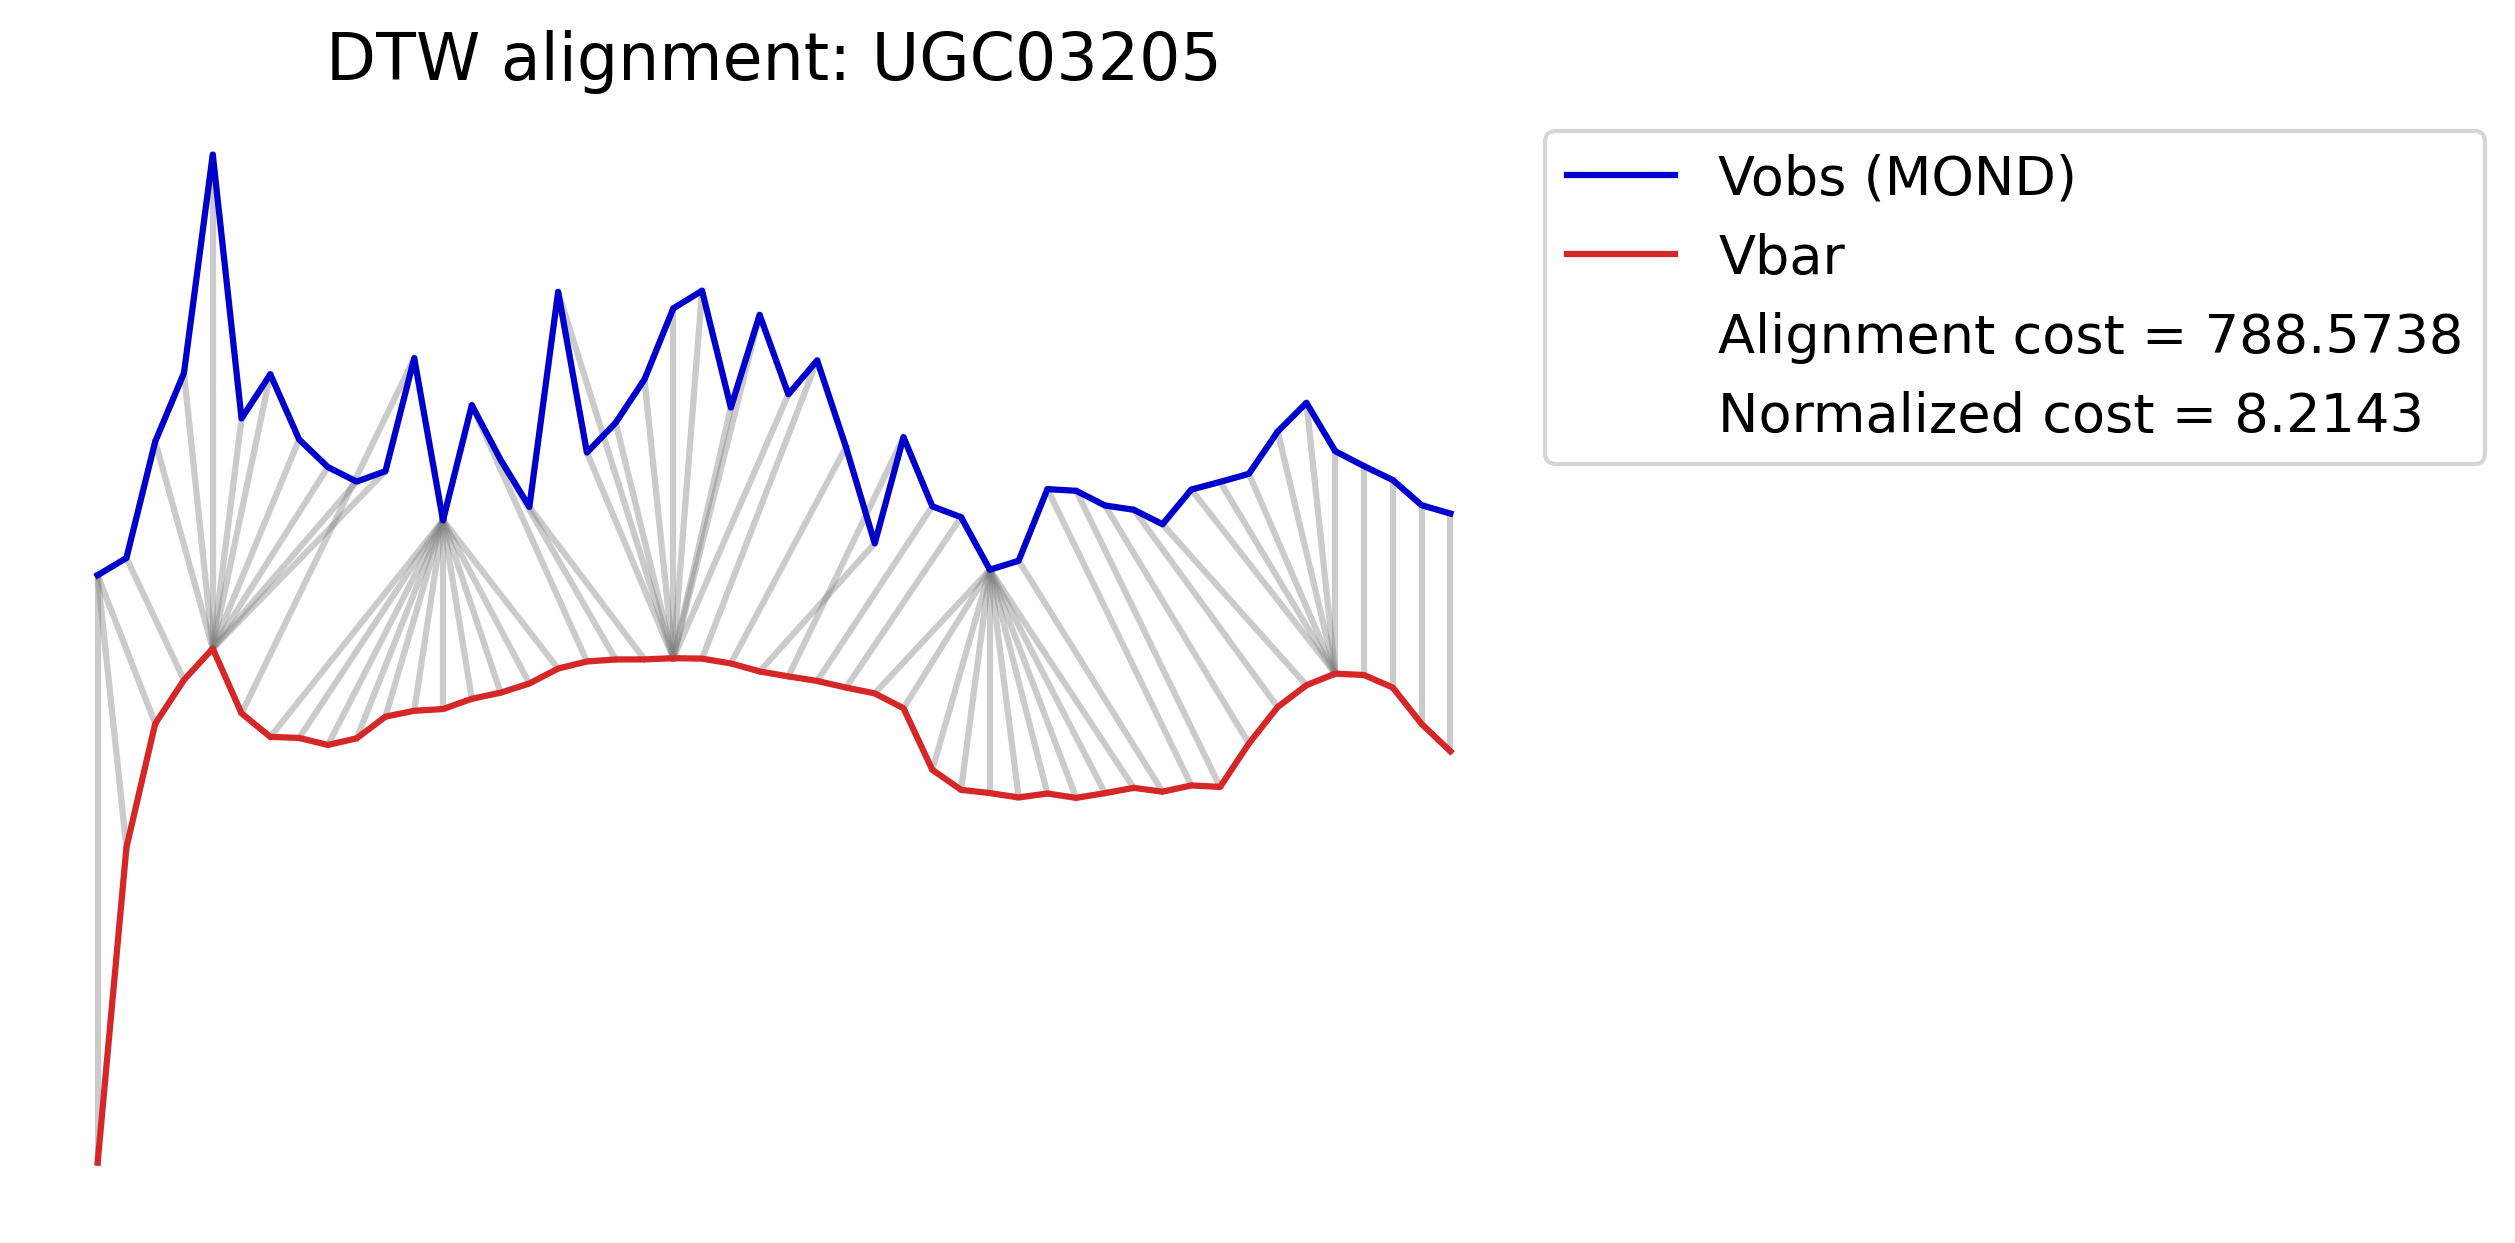 DTW alignment: UGC03205
Vobs (MOND)
Vbar
Alignment cost = 788.5738
Normalized cost = 8.2143